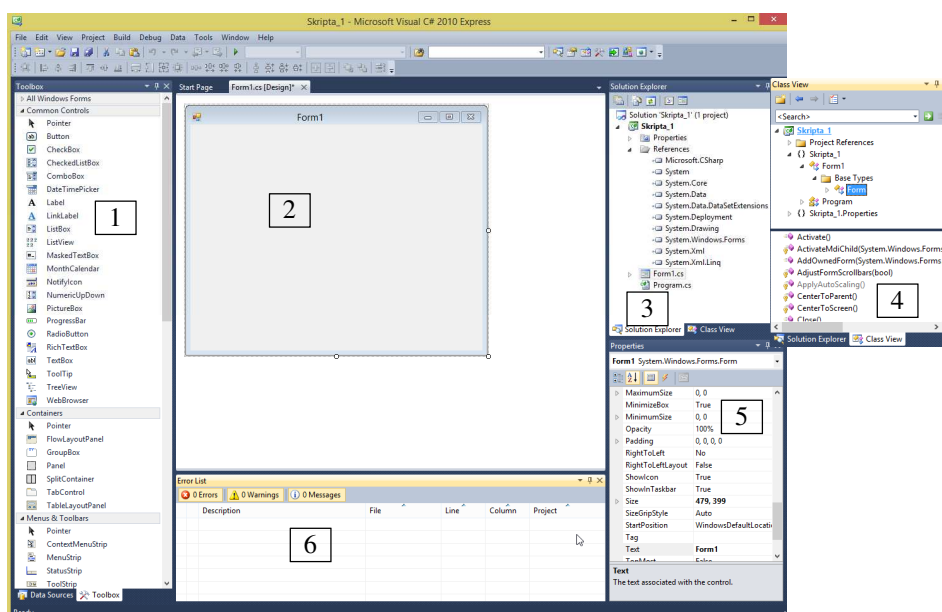 Skripta_1 - Microsoft Visual C# 2010 Express
File Edit View Project Build Debug Data Tools Window Help
Toolbox
All Windows Forms
Common Controls
Pointer
Button
CheckBox
CheckedListBox
ComboBox
DateTimePicker
Label
LinkLabel
ListBox
ListView
MaskedTextBox
MonthCalendar
NotifyIcon
NumericUpDown
PictureBox
ProgressBar
RadioButton
RichTextBox
TextBox
ToolTip
TreeView
WebBrowser
Containers
Pointer
FlowLayoutPanel
GroupBox
Panel
SplitContainer
TabControl
TableLayoutPanel
Menus & Toolbars
Pointer
ContextMenuStrip
MenuStrip
StatusStrip
ToolStrip
Data Sources Toolbox
1
Start Page Form1.cs [Design]*
Form1
2
Error List
0 Errors 0 Warnings 0 Messages
Description File Line Column Project
6
Solution Explorer
Solution 'Skripta_1' (1 project)
Skripta_1
Properties
References
Microsoft.CSharp
System
System.Core
System.Data
System.Data.DataSetExtensions
System.Deployment
System.Drawing
System.Windows.Forms
System.Xml
System.Xml.Linq
Form1.cs
Program.cs
3
Solution Explorer Class View
Class View
<Search>
Skripta_1
Project References
Skripta_1
Form1
Base Types
Form
Program
Skripta_1.Properties
Activate()
ActivateMdiChild(System.Windows.Forms
AddOwnedForm(System.Windows.Forms
AdjustFormScrollbars(bool)
ApplyAutoScaling()
CenterToParent()
CenterToScreen()
Close()
4
Solution Explorer Class View
Properties
Form1 System.Windows.Forms.Form
MaximumSize 0, 0
MinimizeBox True
MinimumSize 0, 0
Opacity 100%
Padding 0, 0, 0, 0
RightToLeft No
RightToLeftLayout False
ShowIcon True
ShowInTaskbar True
Size 479, 399
SizeGripStyle Auto
StartPosition WindowsDefaultLocati
Tag
Text Form1
TopMost False
5
Text
The text associated with the control.
Ready